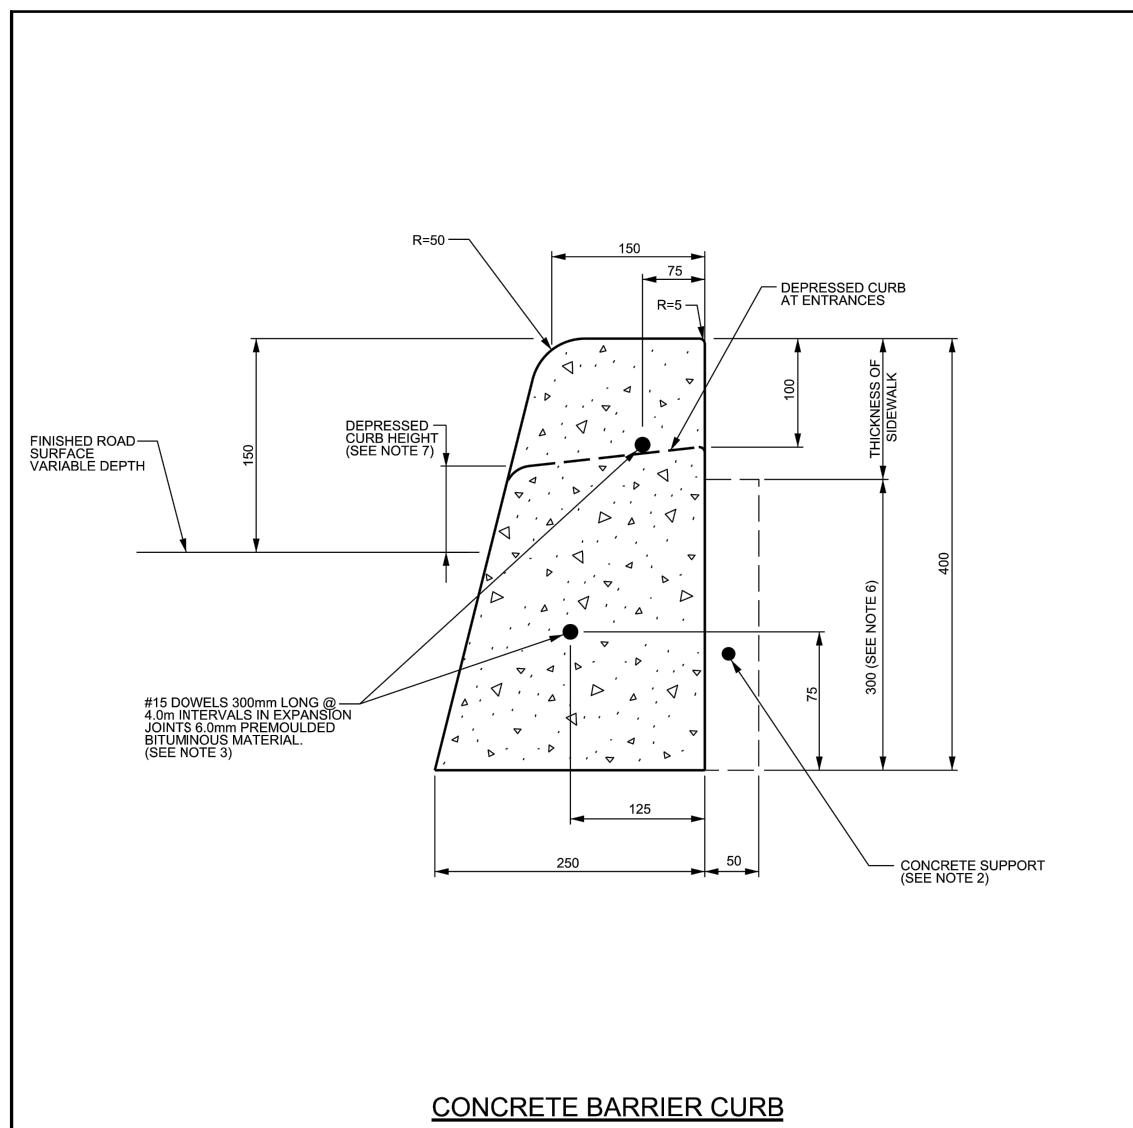 R=50
150
75
R=5
DEPRESSED CURB
AT ENTRANCES
150
100
THICKNESS OF
SIDEWALK
DEPRESSED
CURB HEIGHT
(SEE NOTE 7)
FINISHED ROAD
SURFACE
VARIABLE DEPTH
400
300 (SEE NOTE 6)
75
#15 DOWELS 300mm LONG @
4.0m INTERVALS IN EXPANSION
JOINTS 6.0mm PREMOULDED
BITUMINOUS MATERIAL.
(SEE NOTE 3)
125
250
50
CONCRETE SUPPORT
(SEE NOTE 2)
CONCRETE BARRIER CURB